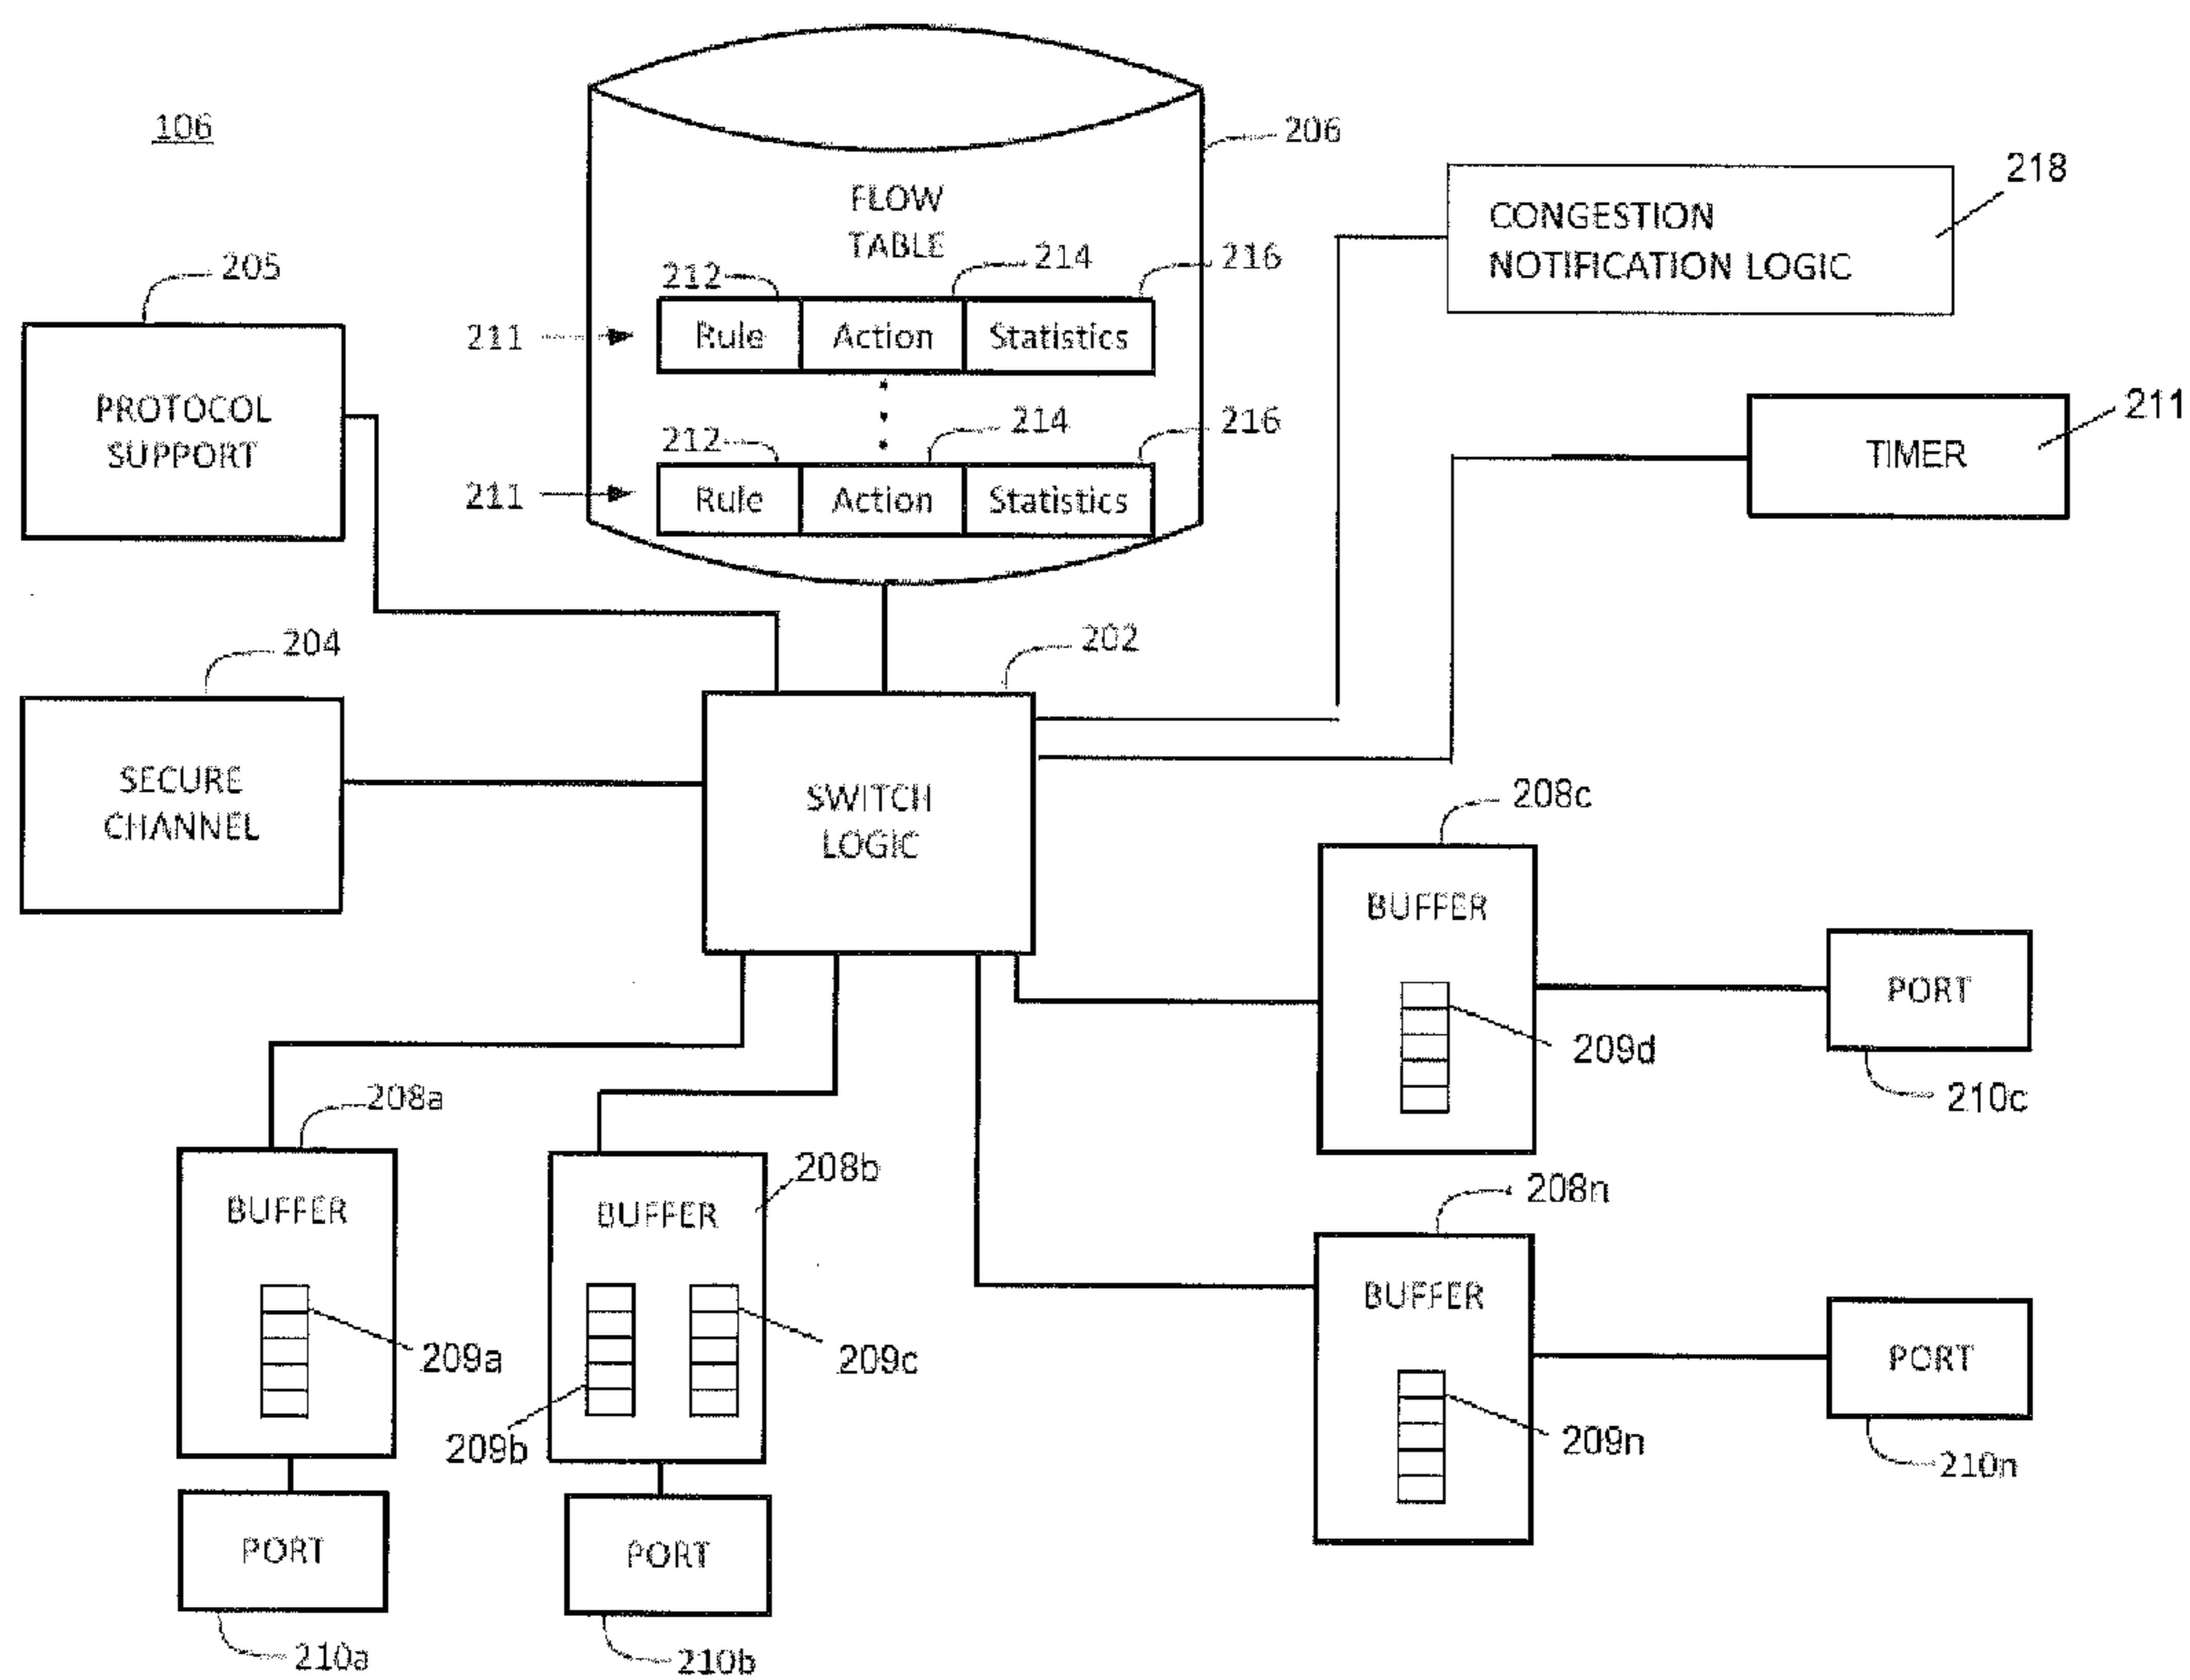 106
206
218
FLOW
TABLE
CONGESTION
NOTIFICATION LOGIC
205
212
214
216
211
Rule
Action
Statistics
PROTOCOL
SUPPORT
211
TIMER
212
214
216
211
Rule
Action
Statistics
204
202
SECURE
CHANNEL
SWITCH
LOGIC
208c
BUFFER
PORT
209d
210c
208a
208b
208n
BUFFER
BUFFER
BUFFER
209a
209c
PORT
209b
209n
210n
PORT
PORT
210a
210b